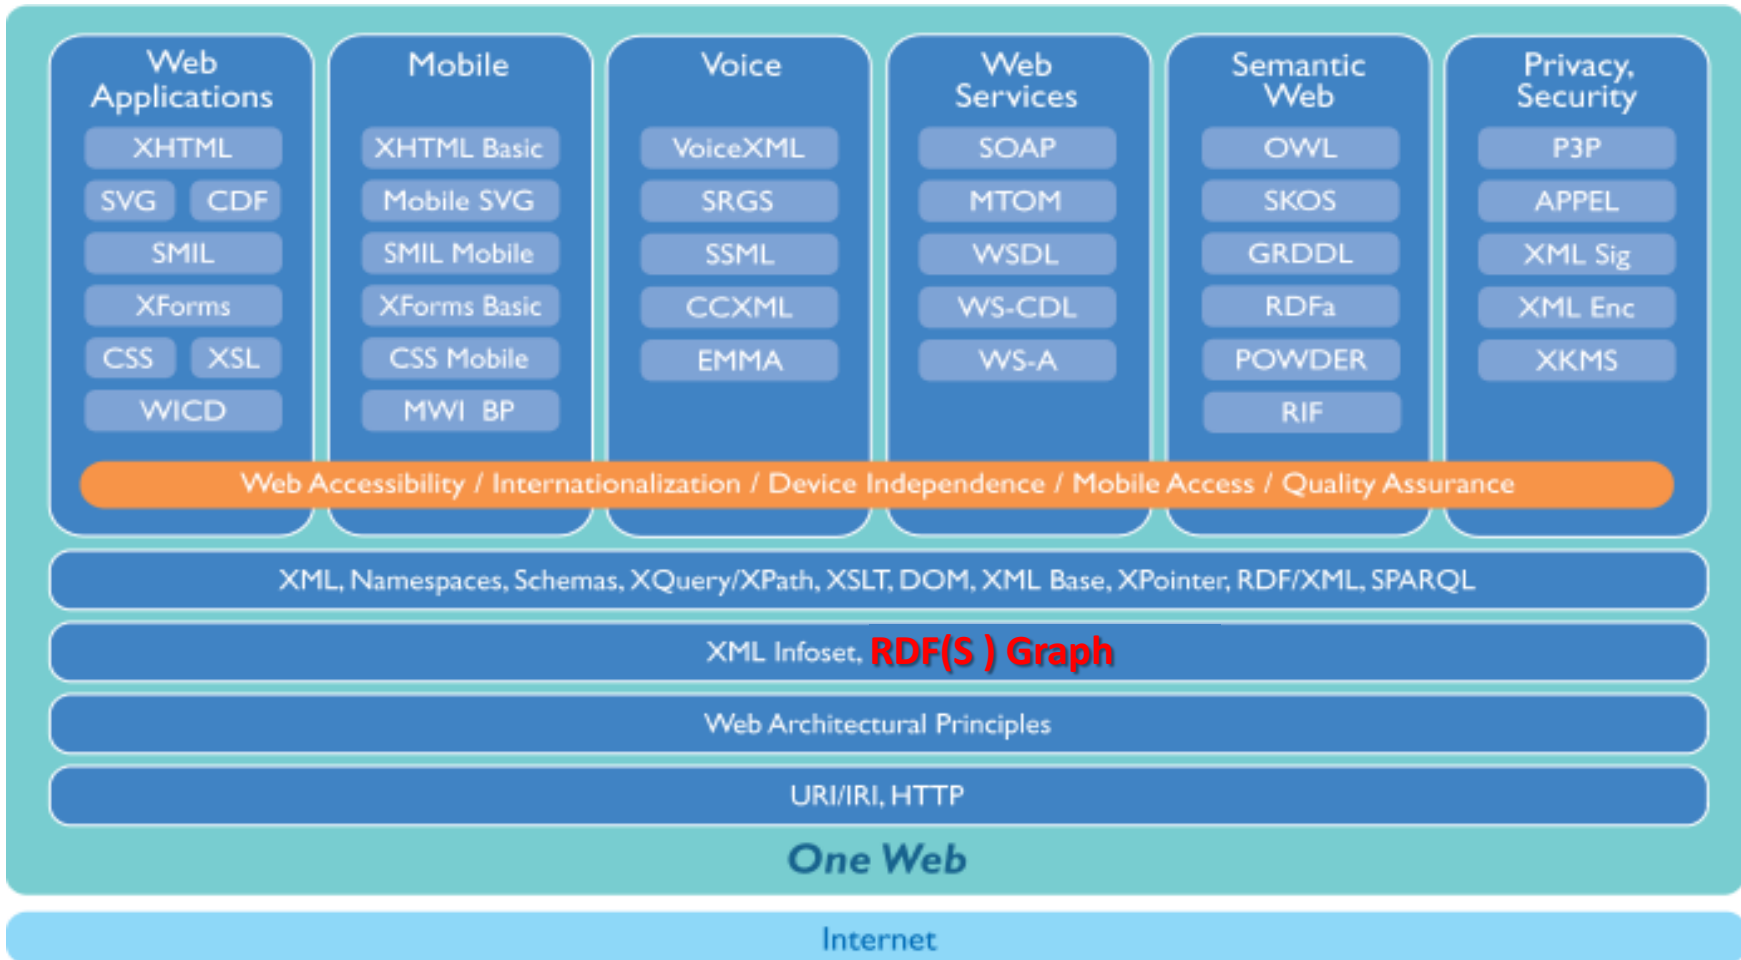 Web
Applications
XHTML
SVG CDF
SMIL
XForms
CSS XSL
WICD
Mobile
XHTML Basic
Mobile SVG
SMIL Mobile
XForms Basic
CSS Mobile
MWI BP
Voice
VoiceXML
SRGS
SSML
CCXML
EMMA
Web
Services
SOAP
MTOM
WSDL
WS-CDL
WS-A
Semantic
Web
OWL
SKOS
GRDDL
RDFa
POWDER
RIF
Privacy,
Security
P3P
APPEL
XML Sig
XML Enc
XKMS
Web Accessibility / Internationalization / Device Independence / Mobile Access / Quality Assurance
XML, Namespaces, Schemas, XQuery/XPath, XSLT, DOM, XML Base, XPointer, RDF/XML, SPARQL
XML Infoset, RDF(S ) Graph
Web Architectural Principles
URI/IRI, HTTP
One Web
Internet